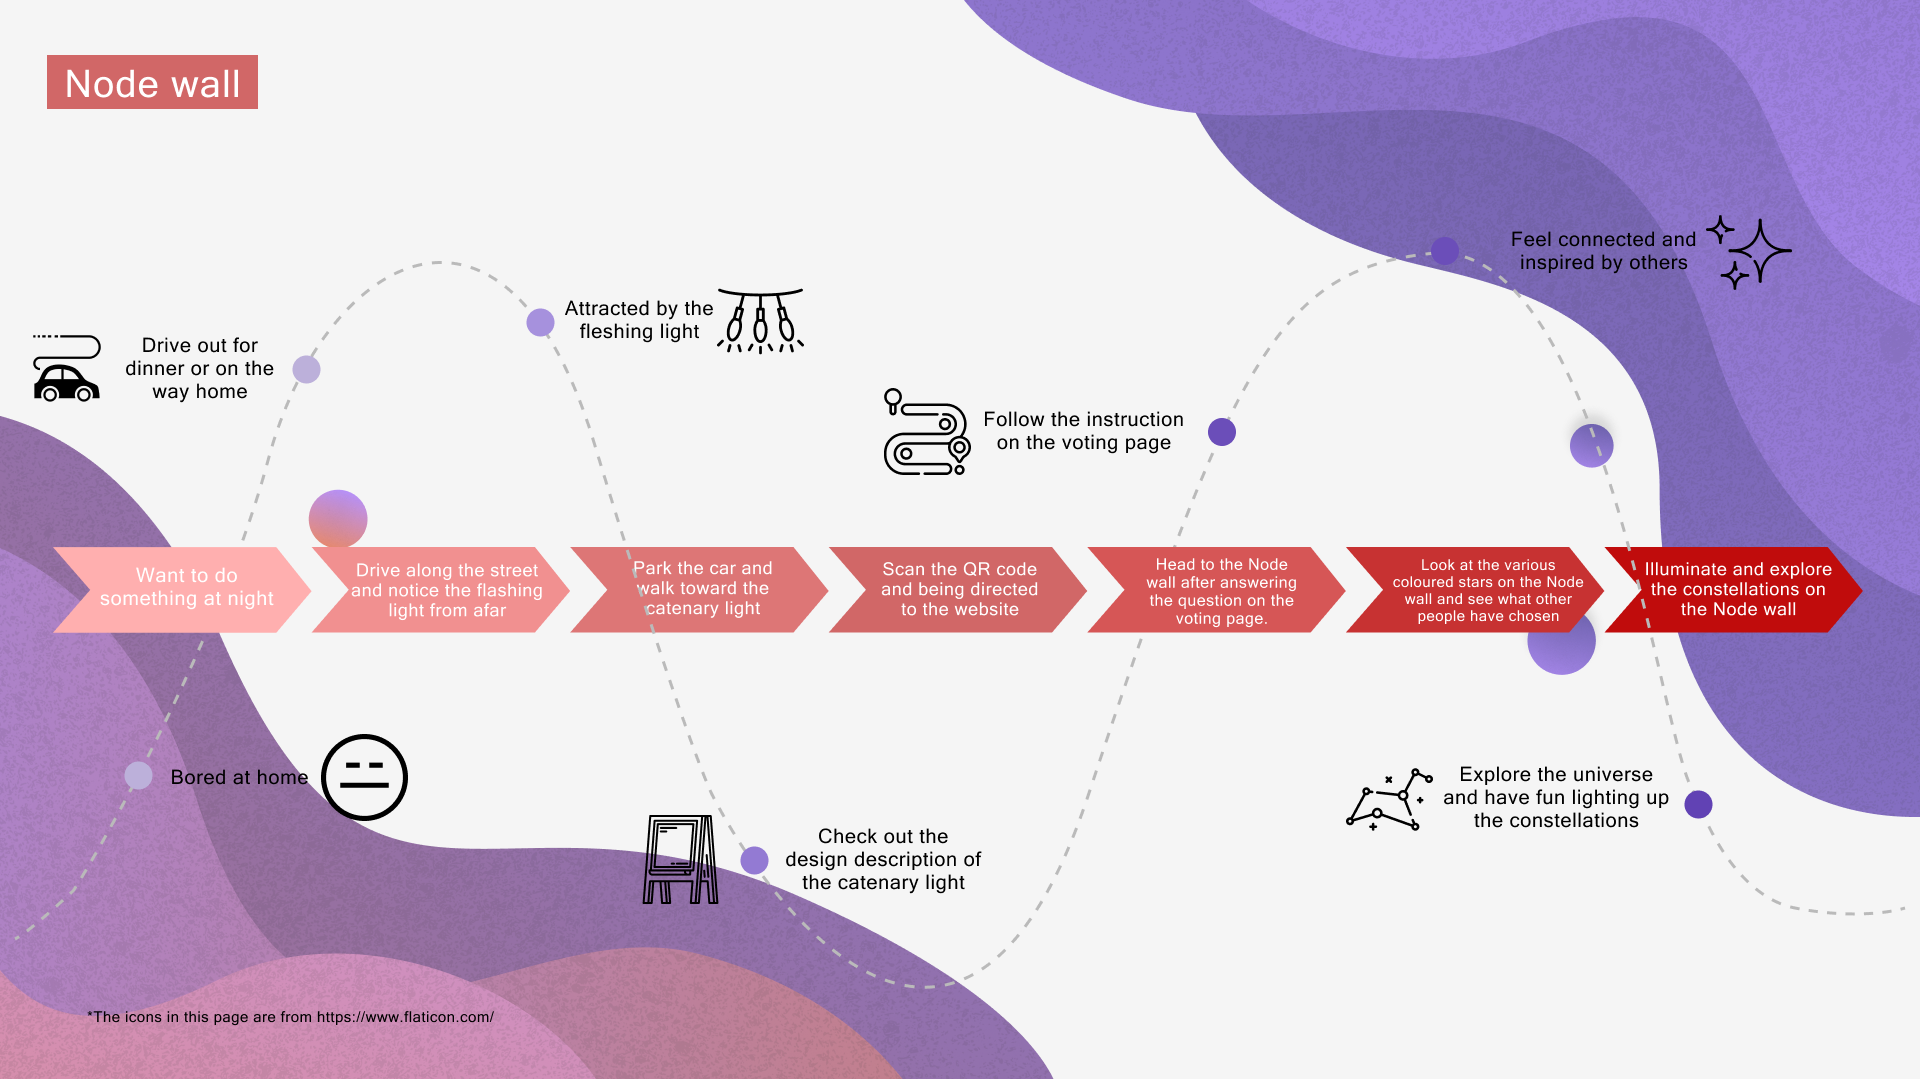 Node wall
Feel connected and
inspired by others
Attracted by the
fleshing light
Drive out for
dinner or on the
way home
Follow the instruction
on the voting page
Want to do
something at night
Drive along the street
and notice the flashing
light from afar
Park the car and
walk toward the
catenary light
Scan the QR code
and being directed
to the website
Head to the Node
wall after answering
the question on the
voting page.
Look at the various
coloured stars on the Node
wall and see what other
people have chosen
Illuminate and explore
the constellations on
the Node wall
Bored at home
Check out the
design description of
the catenary light
Explore the universe
and have fun lighting up
the constellations
*The icons in this page are from https://www.flaticon.com/